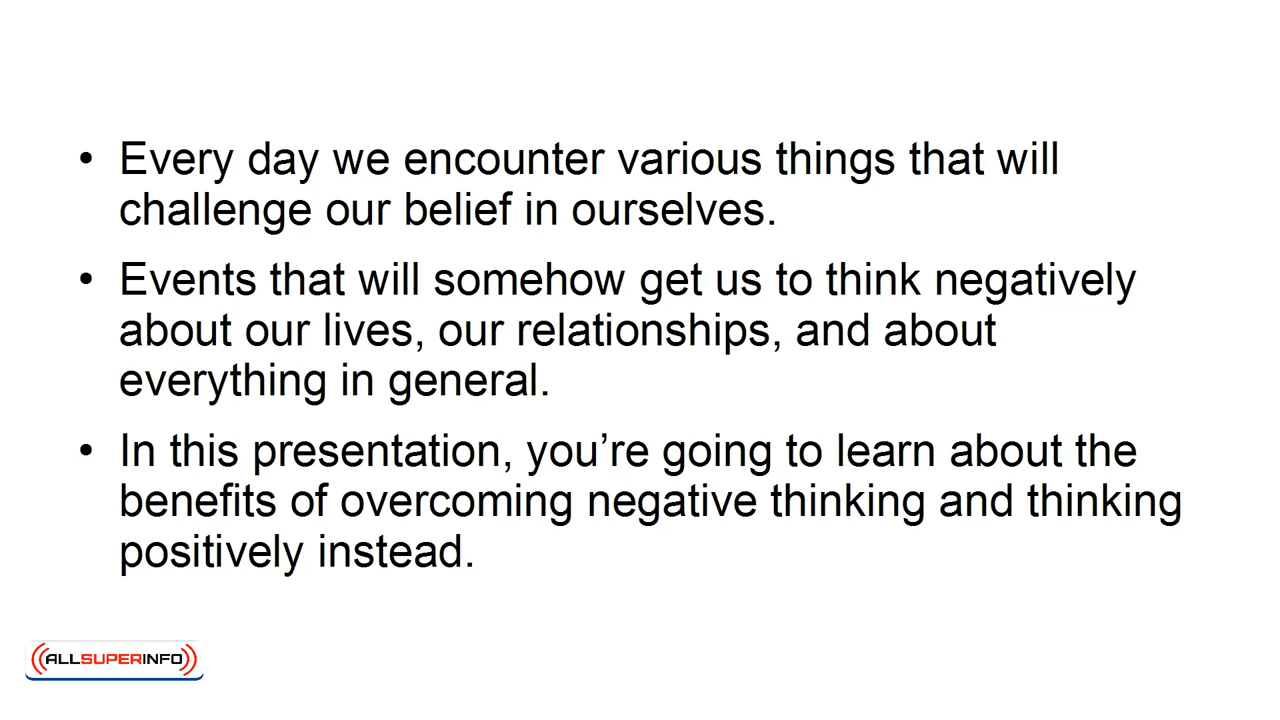 • Every day we encounter various things that will
challenge our belief in ourselves.
• Events that will somehow get us to think negatively
about our lives, our relationships, and about
everything in general.
• In this presentation, you’re going to learn about the
benefits of overcoming negative thinking and thinking
positively instead.
ALLSUPERINFO